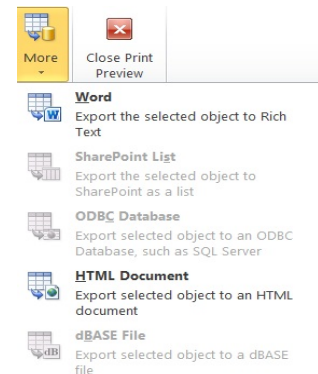 More
Close Print
Preview
Word
Export the selected object to Rich
Text
SharePoint List
Export the selected object to
SharePoint as a list
ODBC Database
Export selected object to an ODBC
Database, such as SQL Server
HTML Document
Export selected object to an HTML
document
dBASE File
Export selected object to a dBASE
file